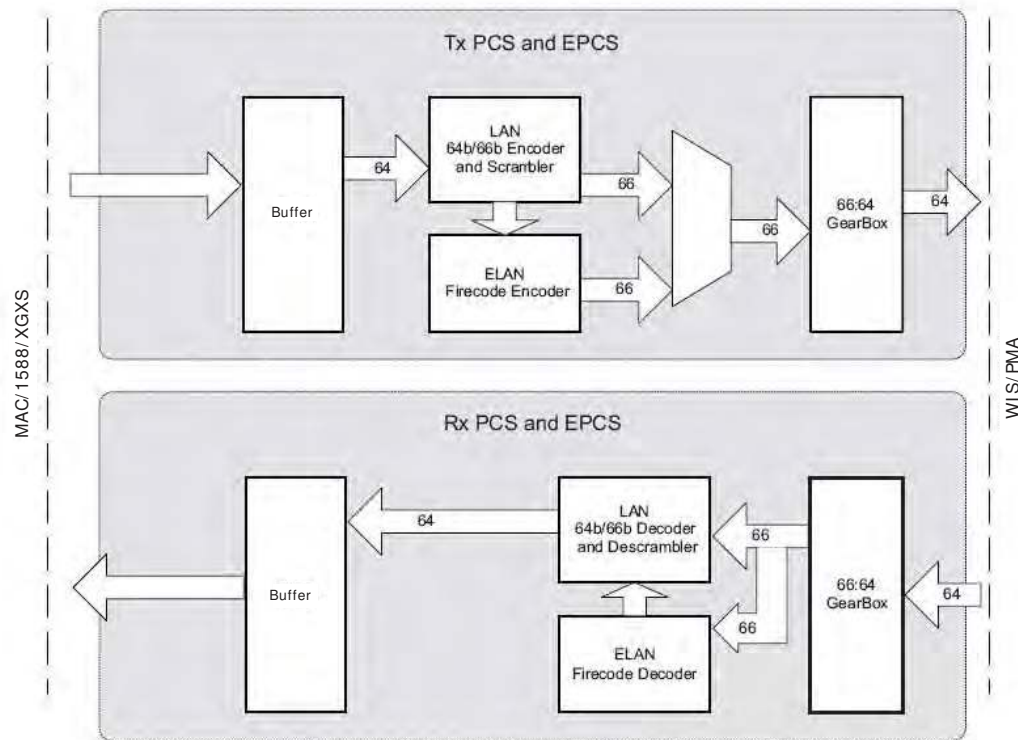 Tx PCS and EPCS
LAN
64b/66b Encoder
and Scrambler
64
66
Buffer
66:64
GearBox
64
66
ELAN
Firecode Encoder
66
MAC/1588/XGXS
WIS/PMA
Rx PCS and EPCS
64
LAN
64b/66b Decoder
and Descrambler
66
Buffer
66:64
GearBox
64
66
ELAN
Firecode Decoder